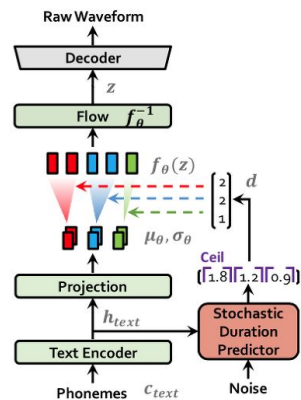 Raw Waveform
Decoder
z
Flow f_θ^{-1}
f_θ(z)
2
2
1
d
μ_θ, σ_θ
Ceil
(⌈1.8⌉⌈1.2⌉⌈0.9⌉)
Projection
h_text
Stochastic
Duration
Predictor
Text Encoder
Phonemes c_text
Noise